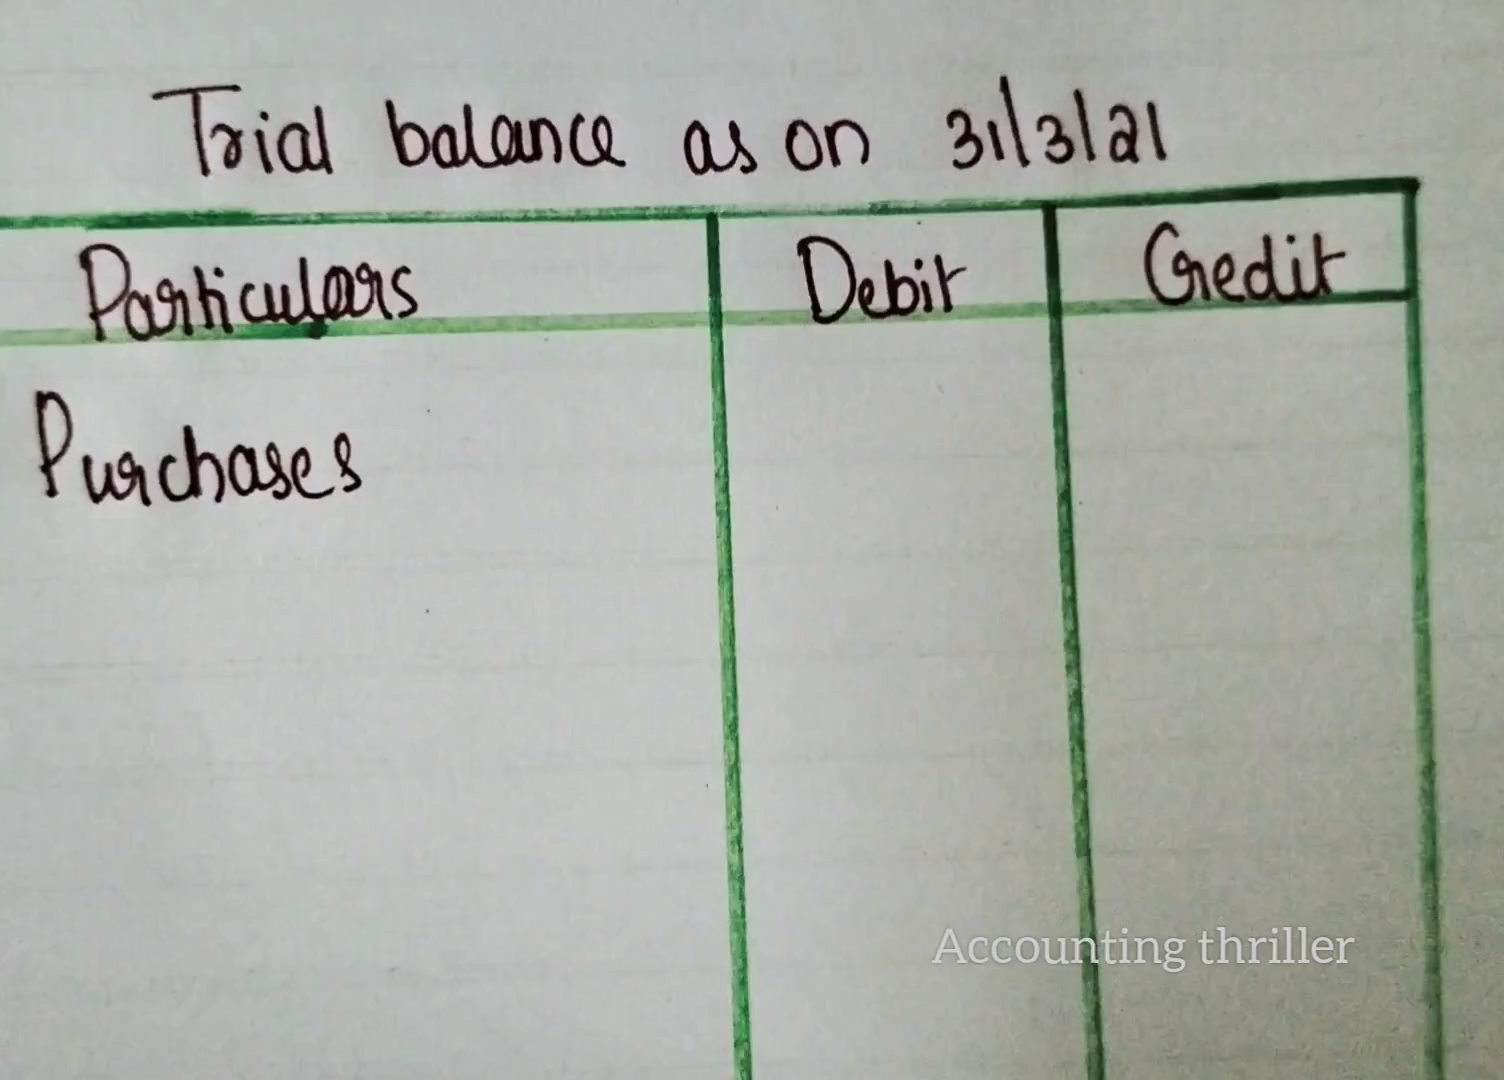 Trial balance as on 31/3/21
Particulars Debit Credit
Purchases
Accounting thriller